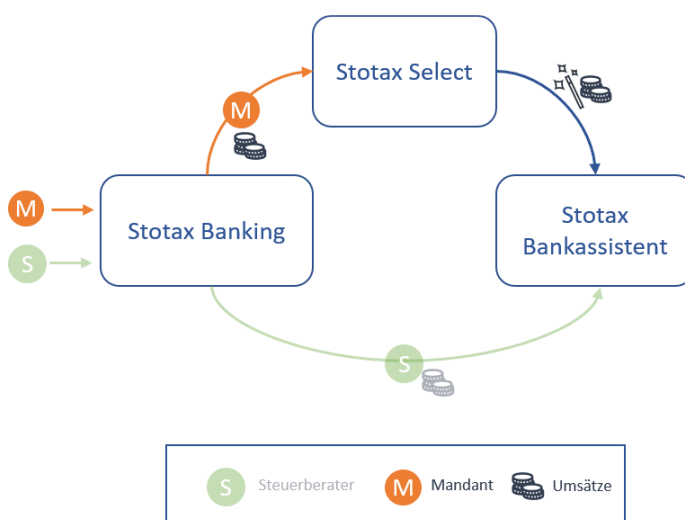 Stotax Select
M
M
Stotax Banking
Stotax
Bankassistent
S
S
S Steuerberater M Mandant Umsätze